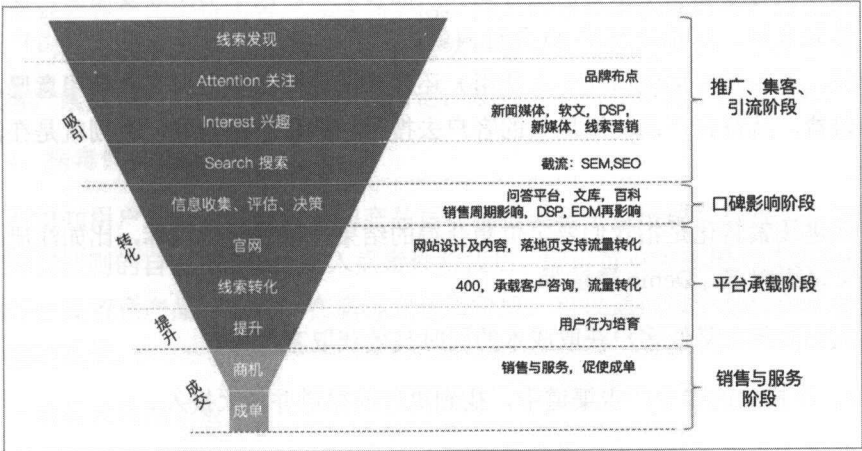 线索发现
Attention 关注
品牌布点
Interest 兴趣
新闻媒体，软文，DSP，
新媒体，线索营销
Search 搜索
截流：SEM,SEO
吸引
推广、集客、
引流阶段
信息收集、评估、决策
问答平台，文库，百科
销售周期影响，DSP, EDM再影响
口碑影响阶段
官网
网站设计及内容，落地页支持流量转化
转化
线索转化
400，承载客户咨询，流量转化
平台承载阶段
提升
用户行为培育
提升
商机
销售与服务，促使成单
成交
成单
销售与服务
阶段